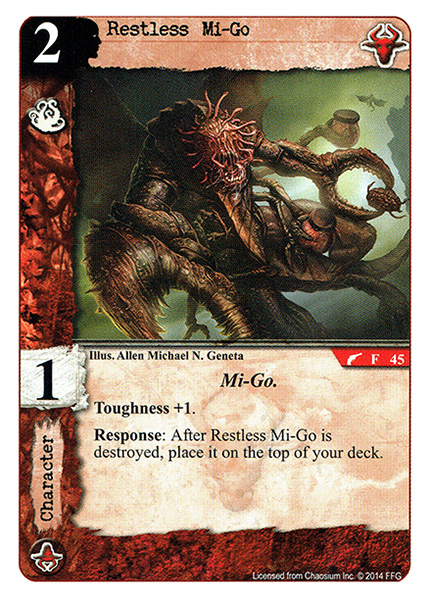 2
Restless Mi-Go
Illus. Allen Michael N. Geneta
F 45
1
Mi-Go.
Toughness +1.
Response: After Restless Mi-Go is
destroyed, place it on the top of your deck.
Character
Licensed from Chaosium Inc. © 2014 FFG